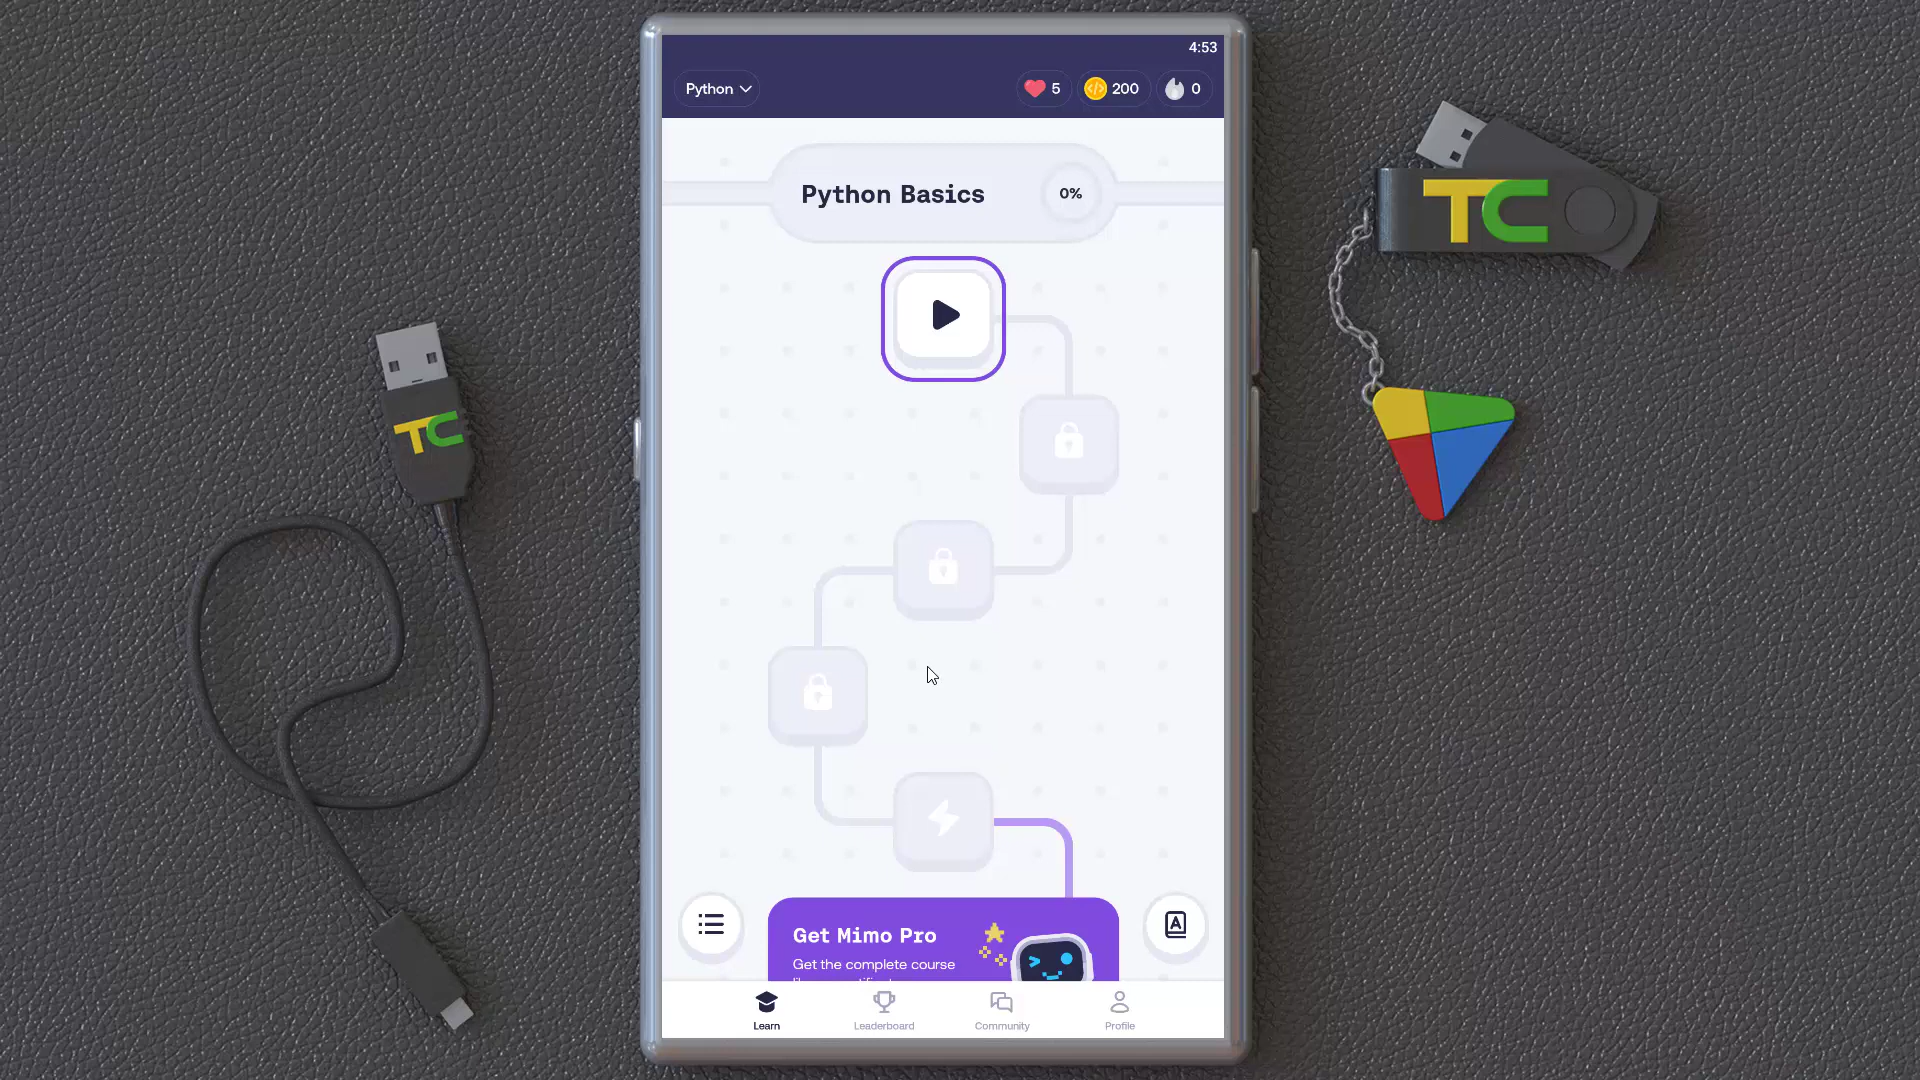 4:53
Python
5
200
0
Python Basics
0%
TC
TC
Get Mimo Pro
Get the complete course
Learn
Leaderboard
Community
Profile